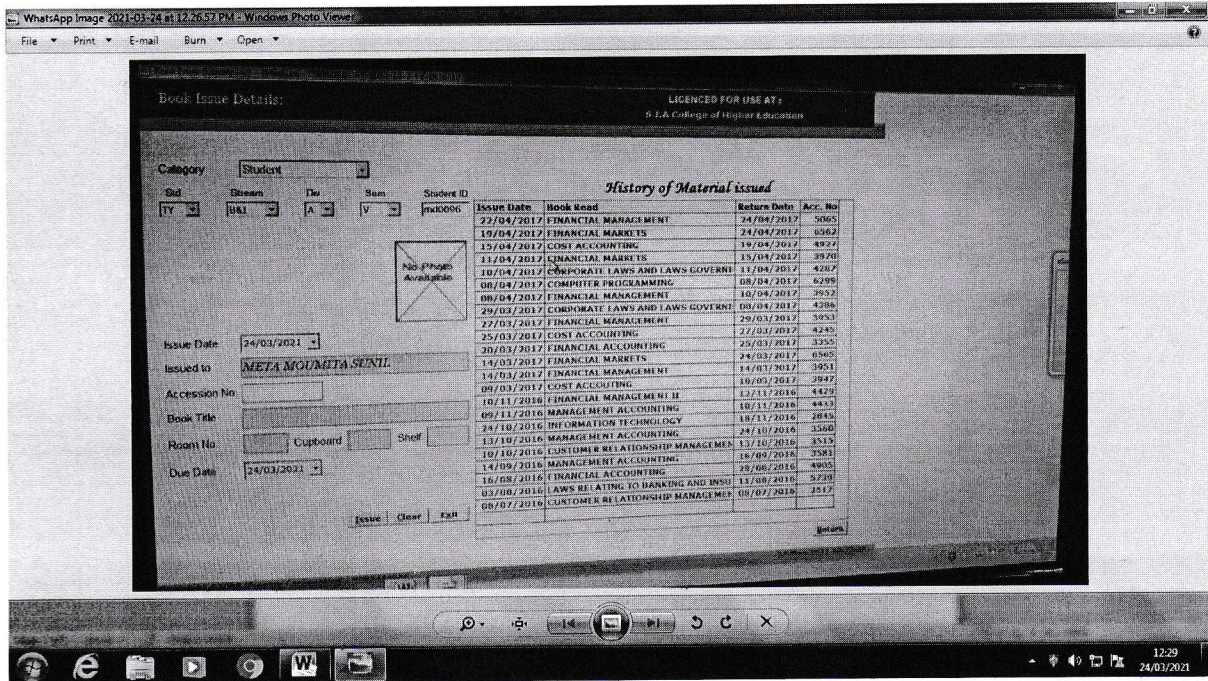 WhatsApp Image 2021-03-24 at 12.26.57 PM - Windows Photo Viewer
File Print E-mail Burn Open
Book Issue Details:
LICENCED FOR USE AT :
S.I.A College of Higher Education
Category Student
Std Stream Div Sem Student ID
TY B&I A V md0096
No Photo
Available
Issue Date 24/03/2021
Issued to META MOUMITA SUNIL
Accession No
Book Title
Room No Cupboard Shelf
Due Date 24/03/2021
Issue Clear Exit
History of Material issued
Issue Date Book Read Return Date Acc. No
22/04/2017 FINANCIAL MANAGEMENT 24/04/2017 5065
19/04/2017 FINANCIAL MARKETS 24/04/2017 6562
15/04/2017 COST ACCOUNTING 19/04/2017 4927
11/04/2017 FINANCIAL MARKETS 15/04/2017 3970
10/04/2017 CORPORATE LAWS AND LAWS GOVERNI 11/04/2017 4287
08/04/2017 COMPUTER PROGRAMMING 08/04/2017 6299
08/04/2017 FINANCIAL MANAGEMENT 10/04/2017 3952
29/03/2017 CORPORATE LAWS AND LAWS GOVERNI 08/04/2017 4286
27/03/2017 FINANCIAL MANAGEMENT 29/03/2017 3953
25/03/2017 COST ACCOUNTING 27/03/2017 4245
20/03/2017 FINANCIAL ACCOUNTING 25/03/2017 3355
14/03/2017 FINANCIAL MARKETS 24/03/2017 6565
14/03/2017 FINANCIAL MANAGEMENT 14/03/2017 3951
09/03/2017 COST ACCOUTING 10/03/2017 3947
10/11/2016 FINANCIAL MANAGEMENT II 12/11/2016 4429
09/11/2016 MANAGEMENT ACCOUNTING 10/11/2016 4433
24/10/2016 INFORMATION TECHNOLOGY 18/11/2016 2845
13/10/2016 MANAGEMENT ACCOUNTING 24/10/2016 3560
10/10/2016 CUSTOMER RELATIONSHIP MANAGEMEN 13/10/2016 3515
14/09/2016 MANAGEMENT ACCOUNTING 16/09/2016 3581
16/08/2016 FINANCIAL ACCOUNTING 29/08/2016 4905
03/08/2016 LAWS RELATING TO BANKING AND INSU 11/08/2016 5739
08/07/2016 CUSTOMER RELATIONSHIP MANAGEMEN 08/07/2016 3517
Return
12:29
24/03/2021